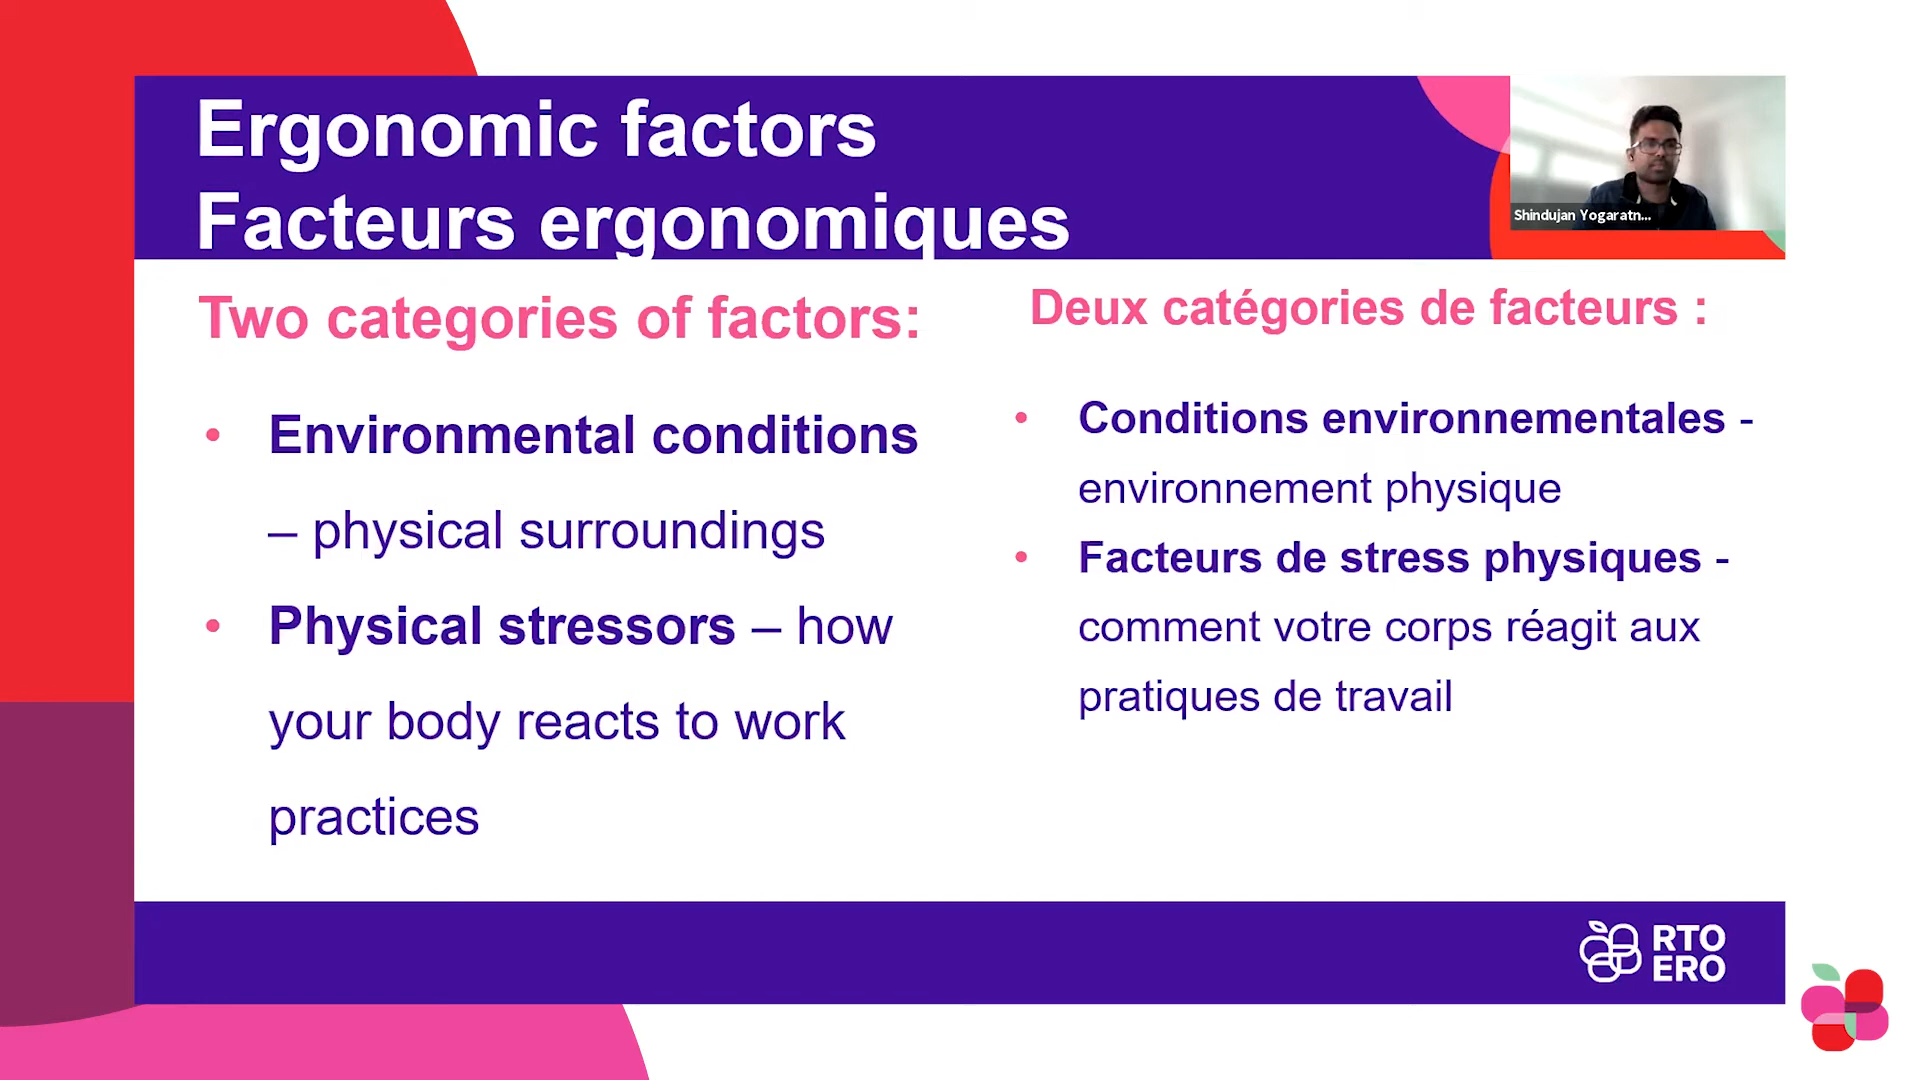 Ergonomic factors
Facteurs ergonomiques
Shindujan Yogaratn...
Two categories of factors:
• Environmental conditions
– physical surroundings
• Physical stressors – how
your body reacts to work
practices
Deux catégories de facteurs :
• Conditions environnementales -
environnement physique
• Facteurs de stress physiques -
comment votre corps réagit aux
pratiques de travail
RTO
ERO